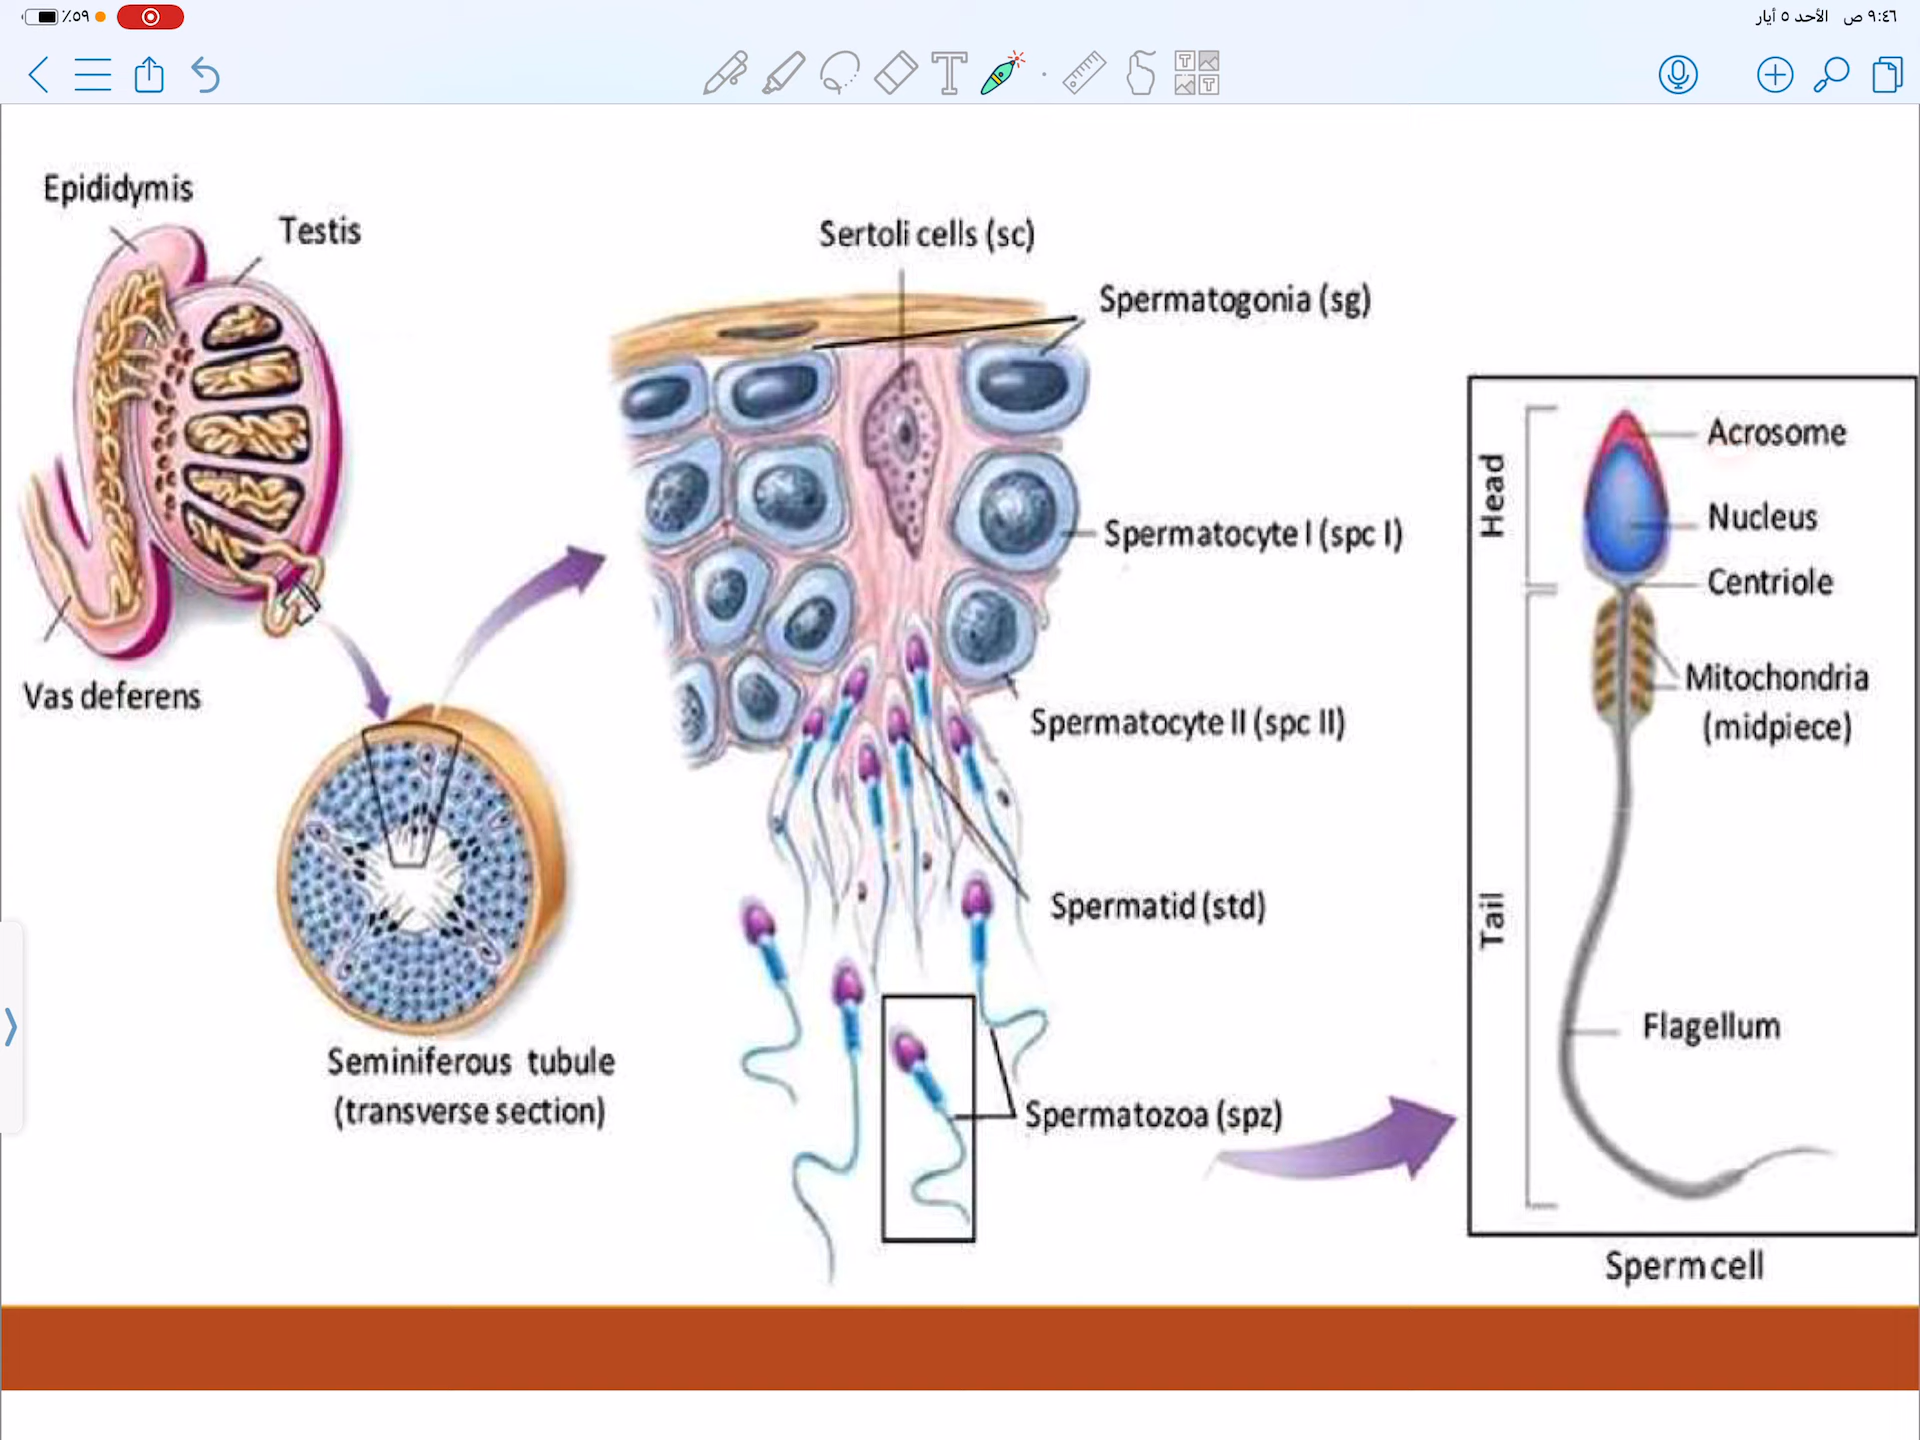 ٪٥٩
٩:٤٦ ص الأحد ٥ أيار
Epididymis
Testis
Vas deferens
Seminiferous tubule
(transverse section)
Sertoli cells (sc)
Spermatogonia (sg)
Spermatocyte I (spc I)
Spermatocyte II (spc II)
Spermatid (std)
Spermatozoa (spz)
Head
Acrosome
Nucleus
Centriole
Mitochondria
(midpiece)
Tail
Flagellum
Sperm cell